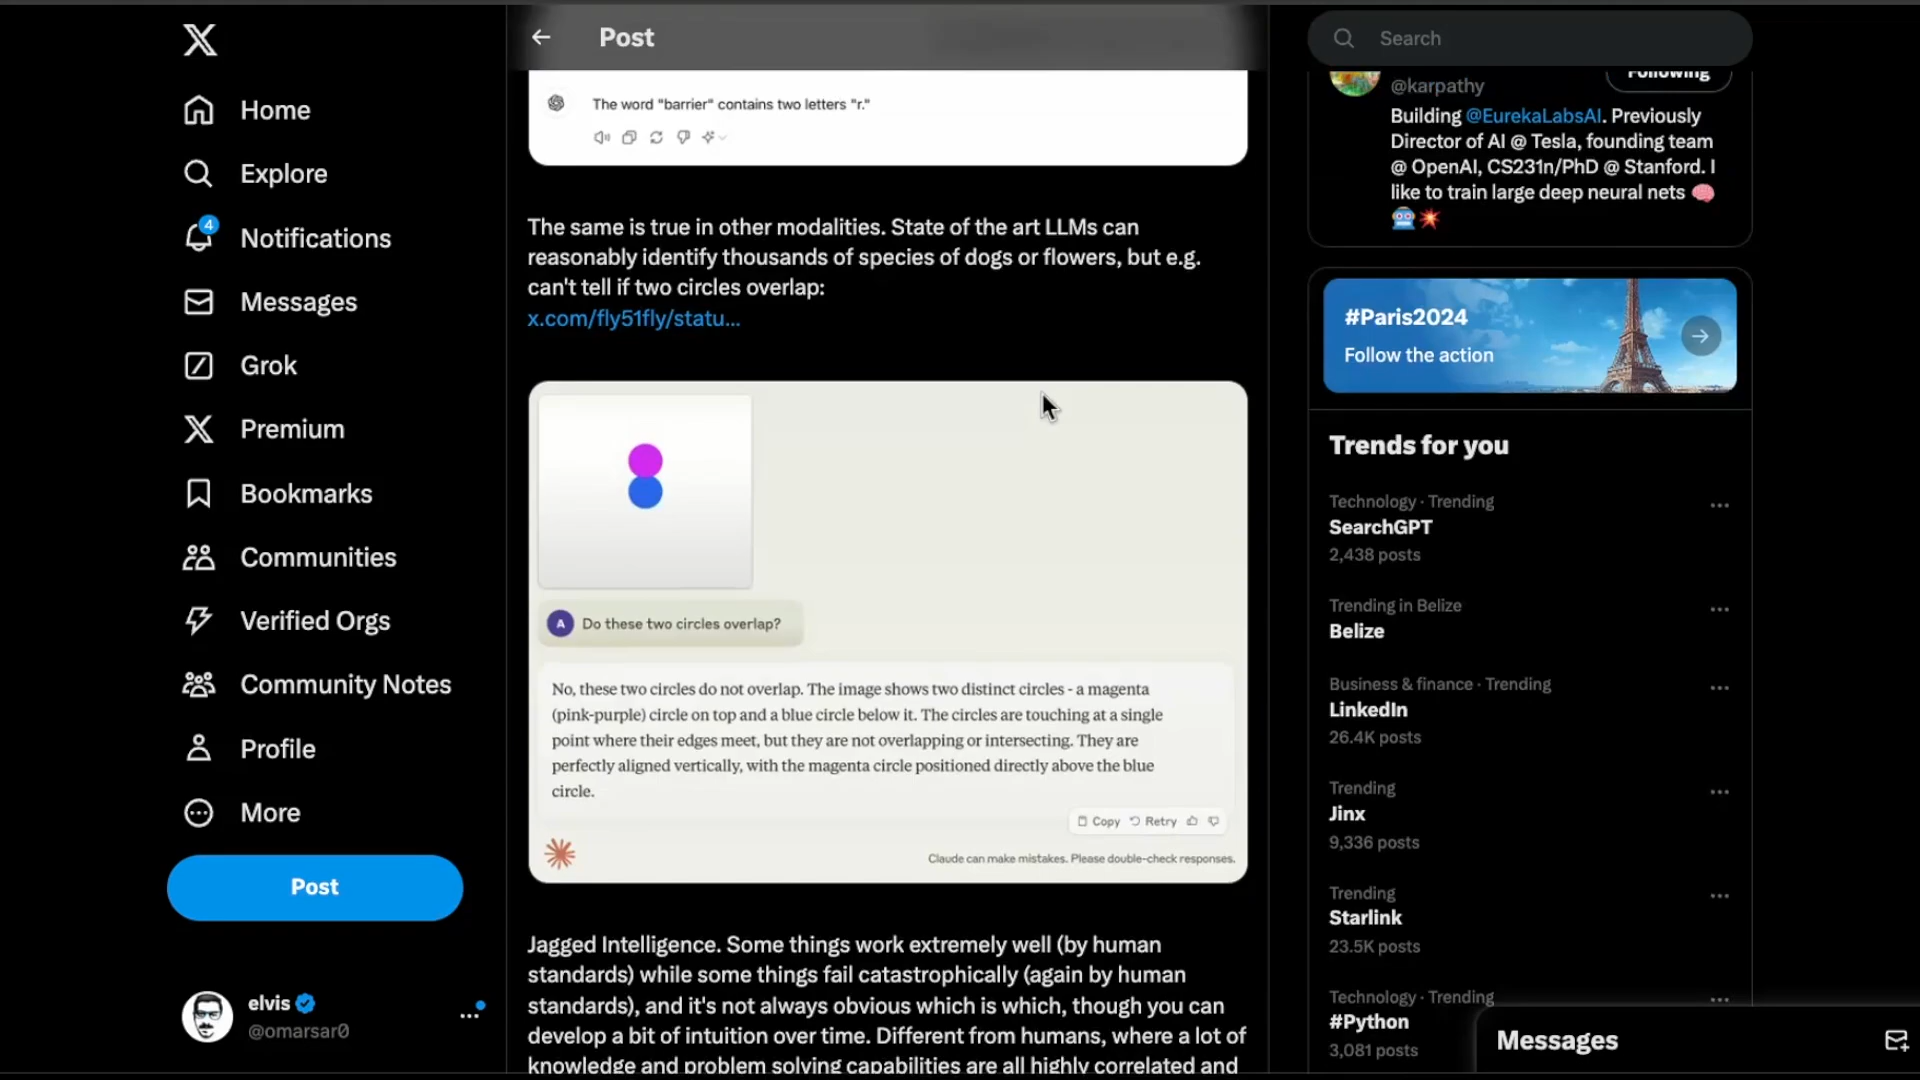 Home
Explore
4
Notifications
Messages
Grok
Premium
Bookmarks
Communities
Verified Orgs
Community Notes
Profile
More
Post
elvis
@omarsar0
Post
The word "barrier" contains two letters "r."
The same is true in other modalities. State of the art LLMs can
reasonably identify thousands of species of dogs or flowers, but e.g.
can't tell if two circles overlap:
x.com/fly51fly/statu...
A Do these two circles overlap?
No, these two circles do not overlap. The image shows two distinct circles - a magenta
(pink-purple) circle on top and a blue circle below it. The circles are touching at a single
point where their edges meet, but they are not overlapping or intersecting. They are
perfectly aligned vertically, with the magenta circle positioned directly above the blue
circle.
Copy Retry
Claude can make mistakes. Please double-check responses.
Jagged Intelligence. Some things work extremely well (by human
standards) while some things fail catastrophically (again by human
standards), and it's not always obvious which is which, though you can
develop a bit of intuition over time. Different from humans, where a lot of
knowledge and problem solving capabilities are all highly correlated and
Search
Following
@karpathy
Building @EurekaLabsAI. Previously
Director of AI @ Tesla, founding team
@ OpenAI, CS231n/PhD @ Stanford. I
like to train large deep neural nets 🧠
🤖💥
#Paris2024
Follow the action
Trends for you
Technology · Trending
SearchGPT
2,438 posts
Trending in Belize
Belize
Business & finance · Trending
LinkedIn
26.4K posts
Trending
Jinx
9,336 posts
Trending
Starlink
23.5K posts
Technology · Trending
#Python
3,081 posts
Messages